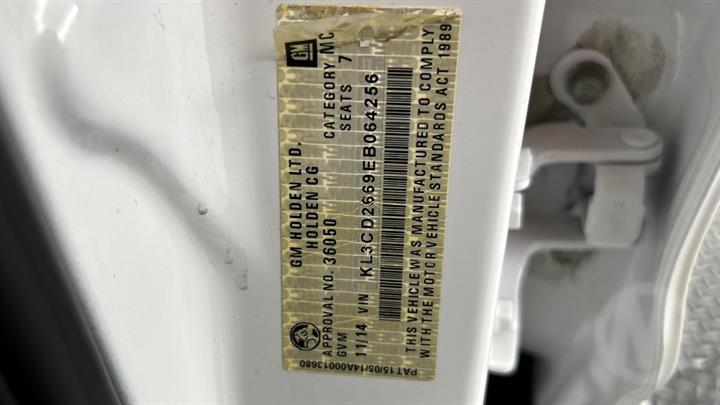 GM
GM HOLDEN LTD.
HOLDEN CG
APPROVAL NO. 36050 CATEGORY MC
GVM SEATS 7
11/14 VIN KL3CD2669EB064256
THIS VEHICLE WAS MANUFACTURED TO COMPLY
WITH THE MOTOR VEHICLE STANDARDS ACT 1989
PAT15/05/14A00013680